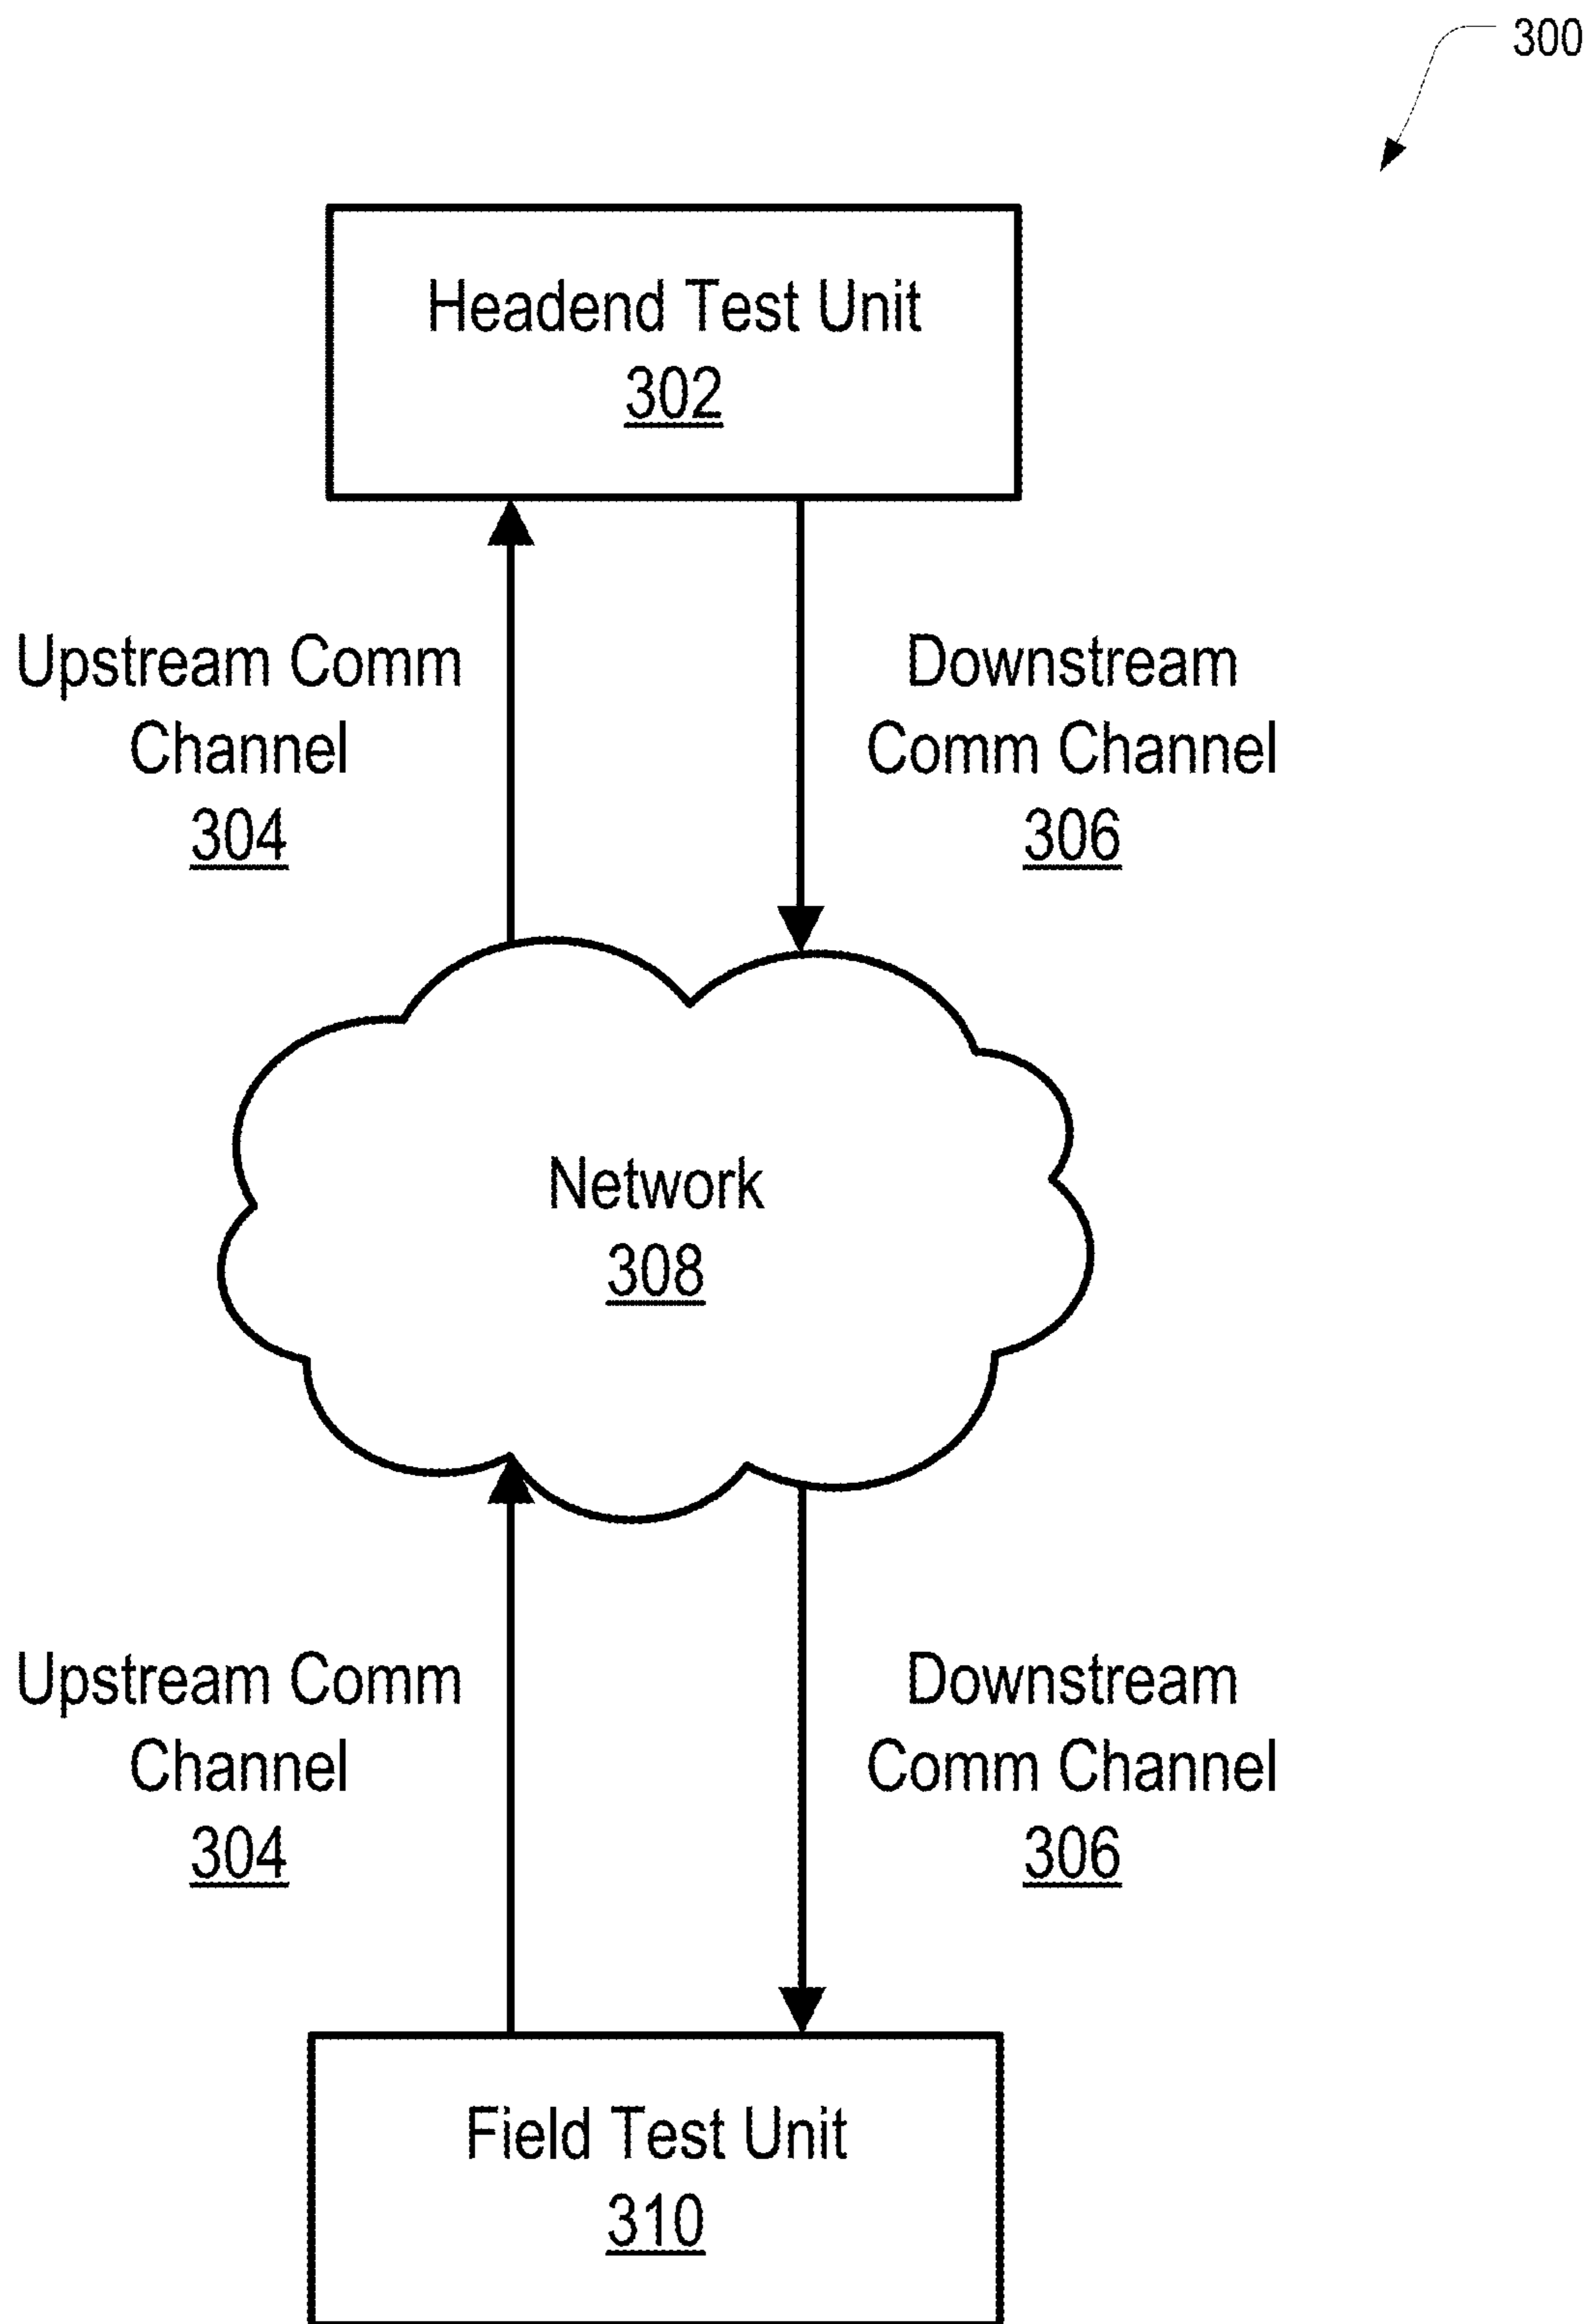 300
Headend Test Unit
302
Upstream Comm
Channel
304
Downstream
Comm Channel
306
Network
308
Upstream Comm
Channel
304
Downstream
Comm Channel
306
Field Test Unit
310